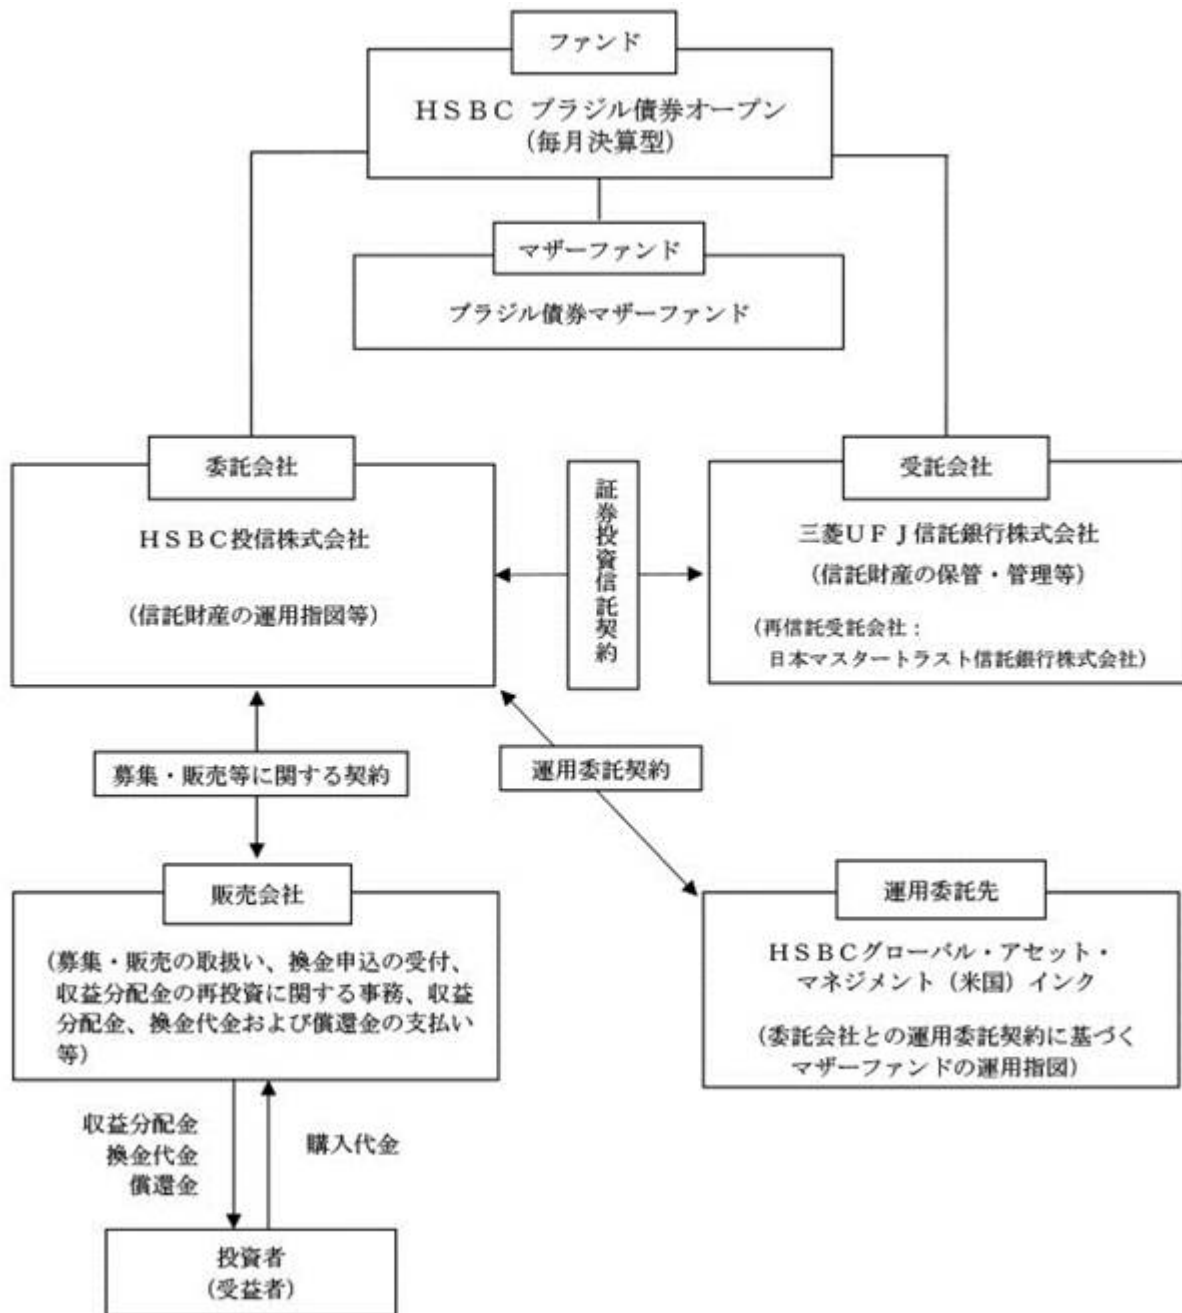 ファンド
HSBC ブラジル債券オープン
(毎月決算型)
マザーファンド
ブラジル債券マザーファンド
委託会社
HSBC投信株式会社
(信託財産の運用指図等)
証券投資信託契約
受託会社
三菱UFJ信託銀行株式会社
(信託財産の保管・管理等)
(再信託受託会社:
日本マスタートラスト信託銀行株式会社)
募集・販売等に関する契約
運用委託契約
販売会社
(募集・販売の取扱い、換金申込の受付、
収益分配金の再投資に関する事務、収益
分配金、換金代金および償還金の支払い
等)
運用委託先
HSBCグローバル・アセット・
マネジメント(米国)インク
(委託会社との運用委託契約に基づく
マザーファンドの運用指図)
収益分配金
換金代金
償還金
購入代金
投資者
(受益者)